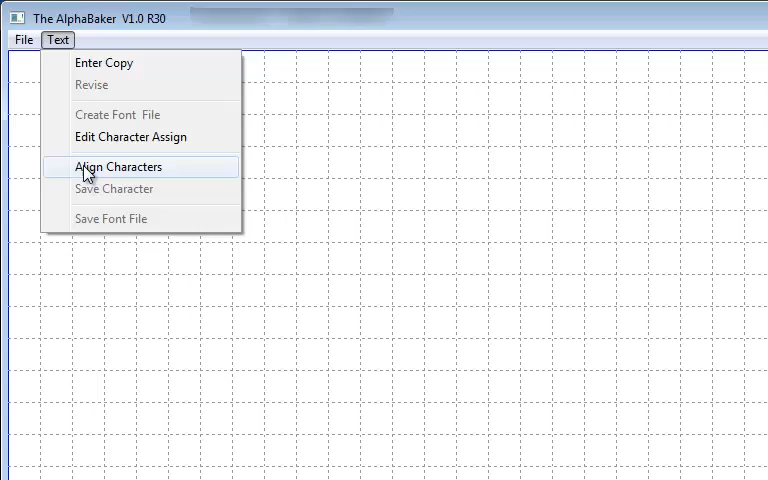 The AlphaBaker V1.0 R30
File Text
Enter Copy
Revise
Create Font File
Edit Character Assign
Align Characters
Save Character
Save Font File